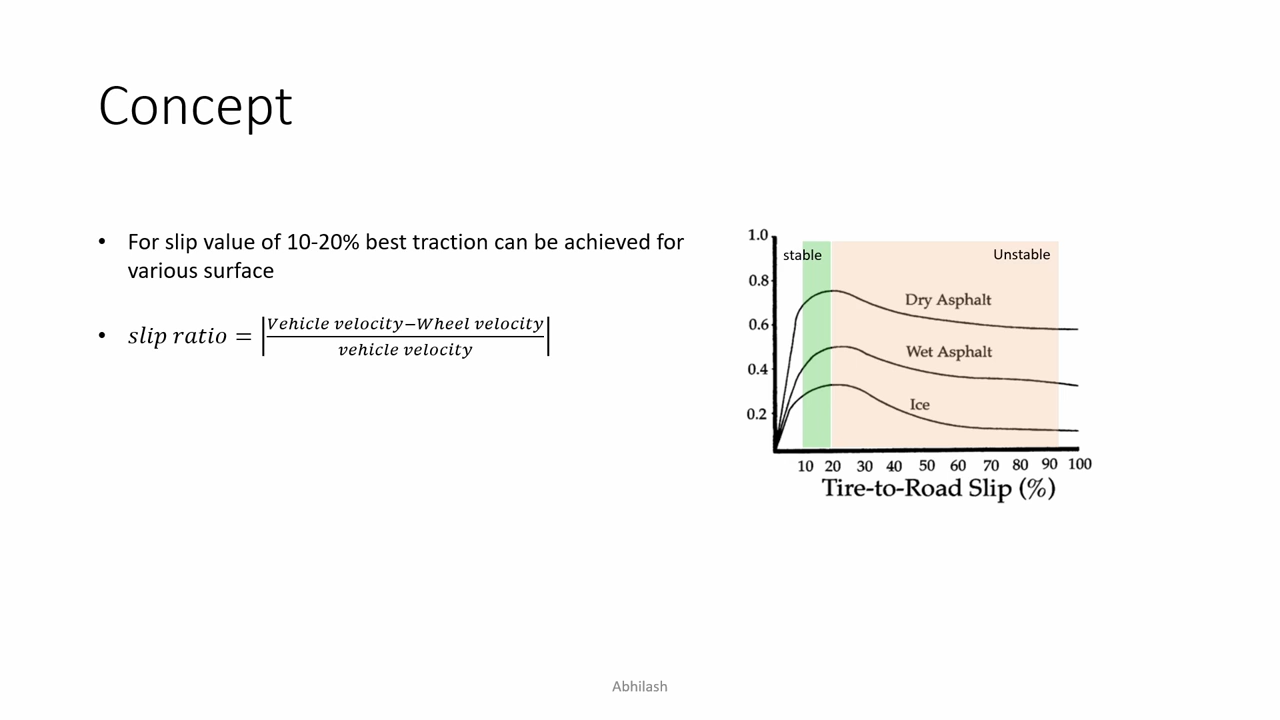 Concept
• For slip value of 10-20% best traction can be achieved for
various surface
• slip ratio = |Vehicle velocity−Wheel velocity / vehicle velocity|
1.0
0.8
0.6
0.4
0.2
stable
Unstable
Dry Asphalt
Wet Asphalt
Ice
10 20 30 40 50 60 70 80 90 100
Tire-to-Road Slip (%)
Abhilash